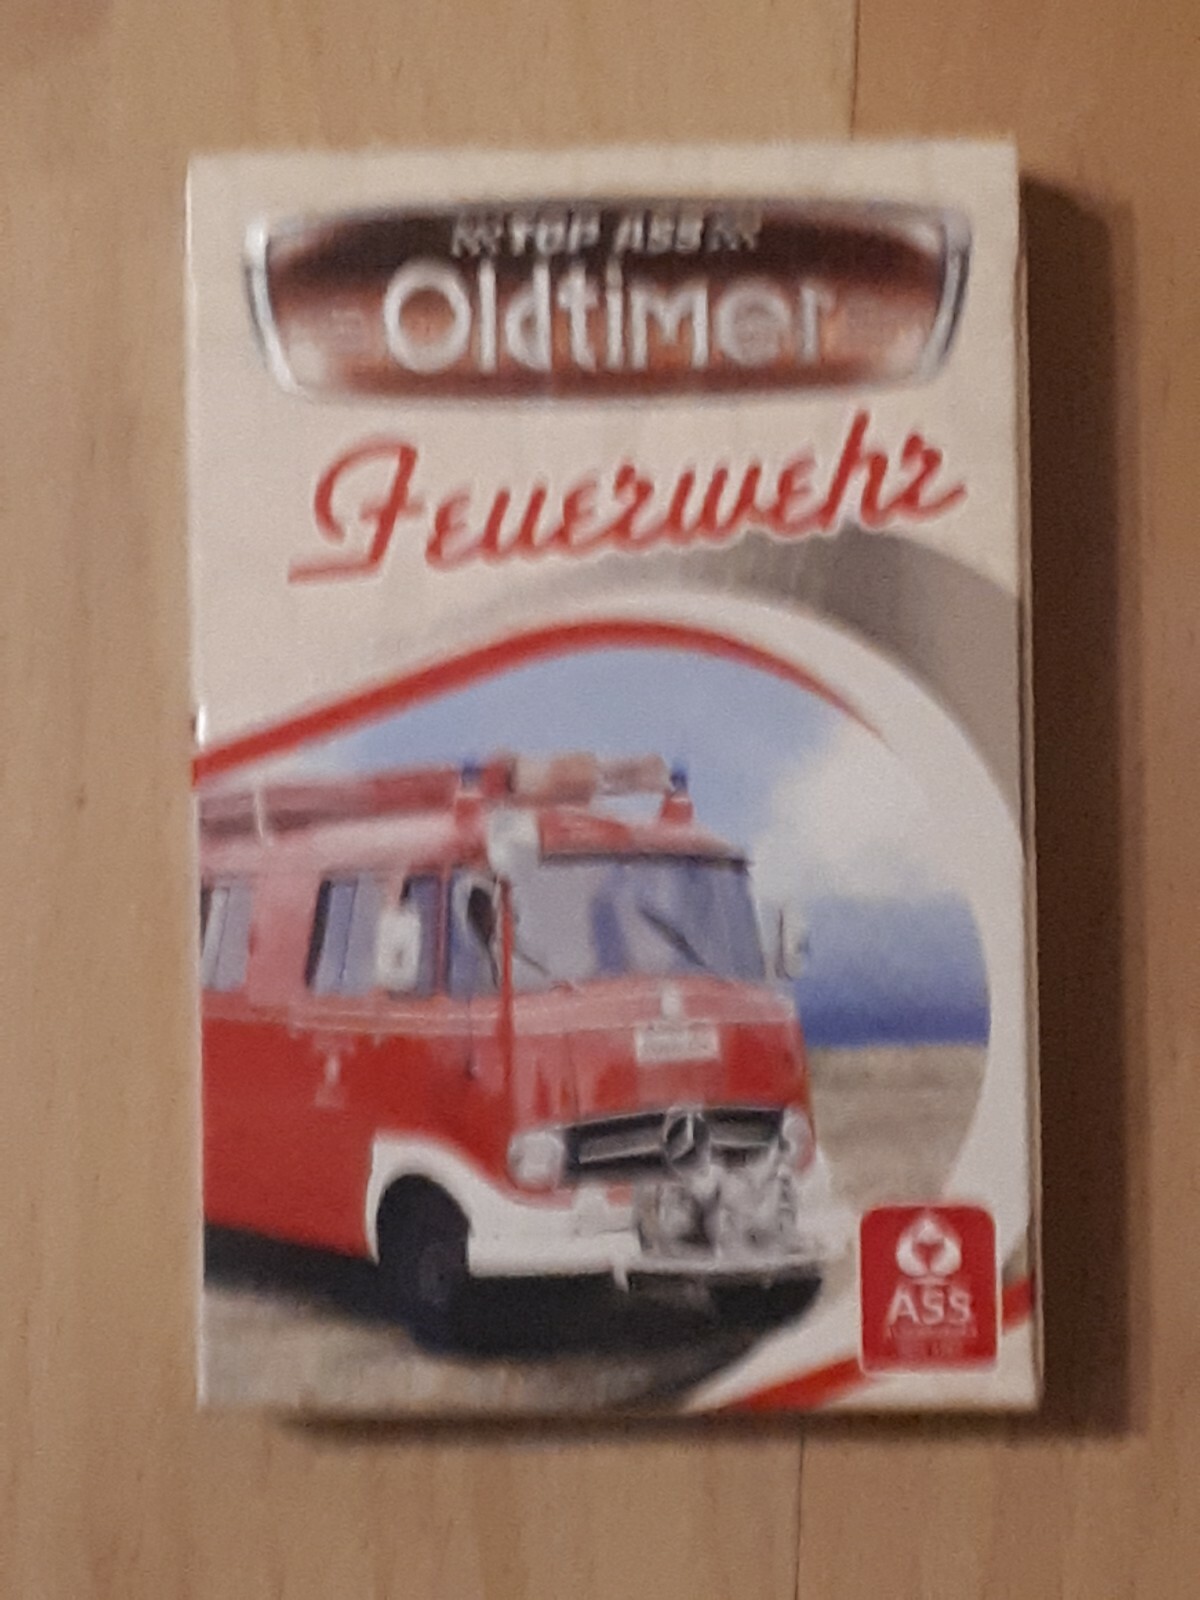 TOP ASS
Oldtimer
Feuerwehr
ASS